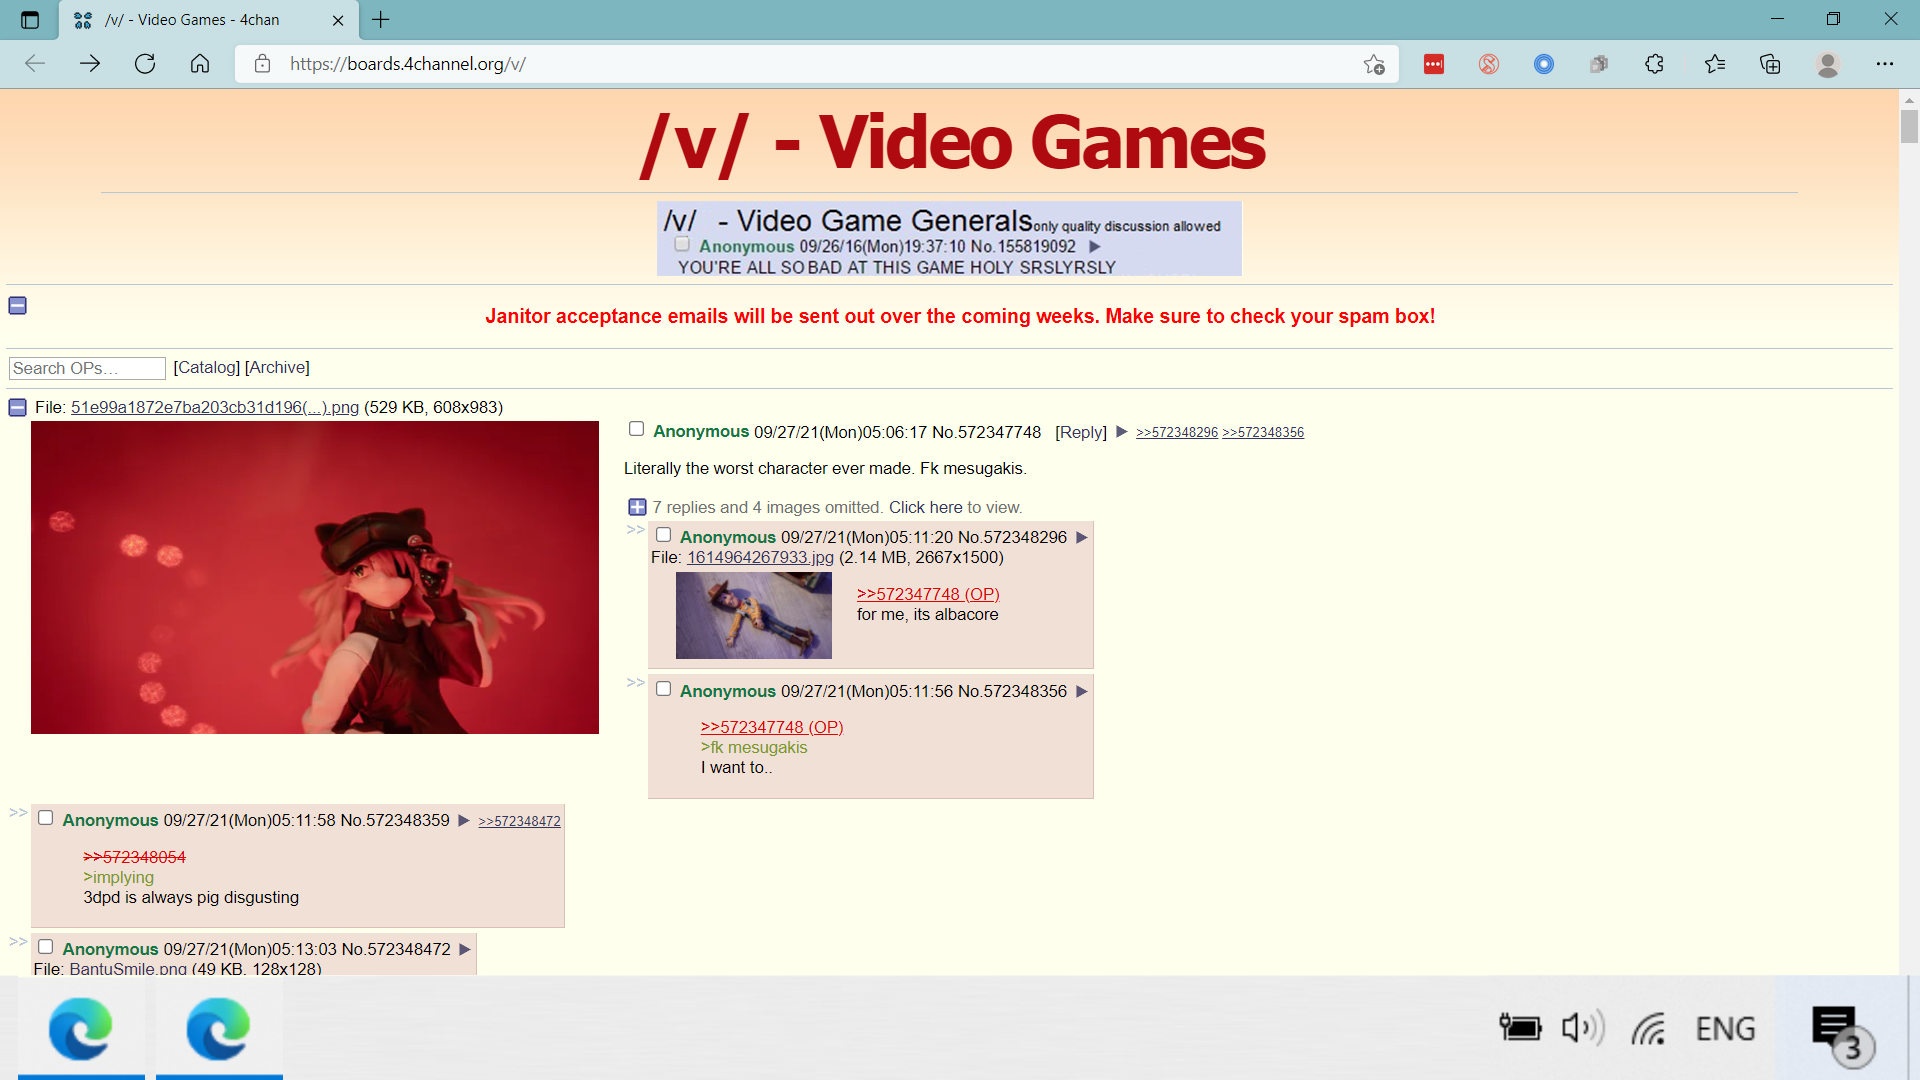 /v/ - Video Games - 4chan
https://boards.4channel.org/v/
/v/ - Video Games
/v/ - Video Game Generals only quality discussion allowed
Anonymous 09/26/16(Mon)19:37:10 No.155819092 ▶
YOU'RE ALL SO BAD AT THIS GAME HOLY SRSLYRSLY
Janitor acceptance emails will be sent out over the coming weeks. Make sure to check your spam box!
Search OPs… [Catalog] [Archive]
File: 51e99a1872e7ba203cb31d196(...).png (529 KB, 608x983)
Anonymous 09/27/21(Mon)05:06:17 No.572347748 [Reply] ▶ >>572348296 >>572348356
Literally the worst character ever made. Fk mesugakis.
7 replies and 4 images omitted. Click here to view.
>> Anonymous 09/27/21(Mon)05:11:20 No.572348296 ▶
File: 1614964267933.jpg (2.14 MB, 2667x1500)
>>572347748 (OP)
for me, its albacore
>> Anonymous 09/27/21(Mon)05:11:56 No.572348356 ▶
>>572347748 (OP)
>fk mesugakis
I want to..
>> Anonymous 09/27/21(Mon)05:11:58 No.572348359 ▶ >>572348472
>>572348054
>implying
3dpd is always pig disgusting
>> Anonymous 09/27/21(Mon)05:13:03 No.572348472 ▶
File: BantuSmile.png (49 KB, 128x128)
ENG
3